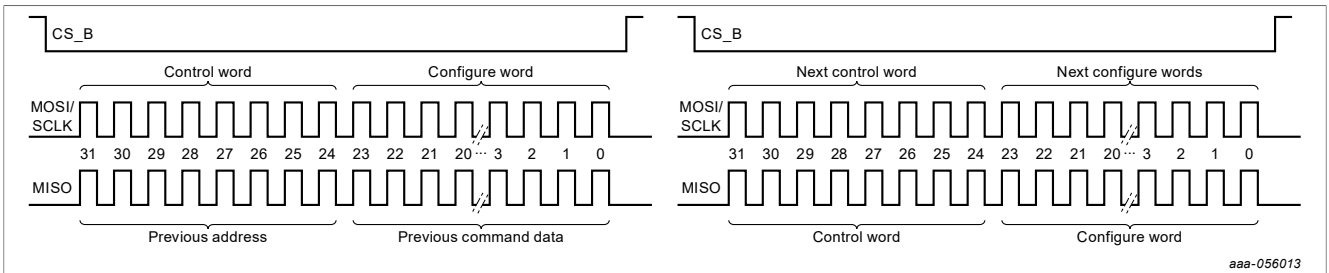 CS_B
CS_B
Control word
Configure word
Next control word
Next configure words
MOSI/
SCLK
MOSI/
SCLK
31 30 29 28 27 26 25 24 23 22 21 20 ... 3 2 1 0
31 30 29 28 27 26 25 24 23 22 21 20 ... 3 2 1 0
MISO
MISO
Previous address
Previous command data
Control word
Configure word
aaa-056013